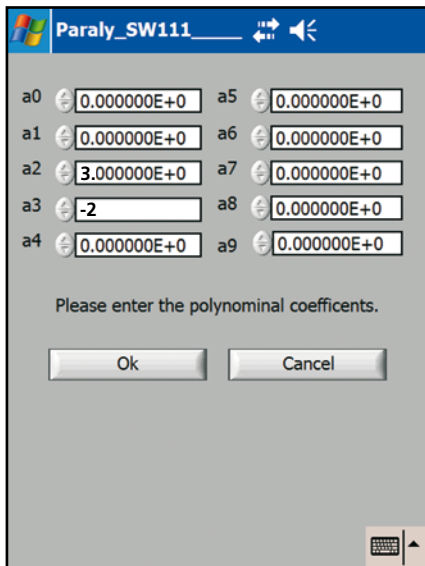 Paraly_SW111____
a0 0.000000E+0 a5 0.000000E+0
a1 0.000000E+0 a6 0.000000E+0
a2 3.000000E+0 a7 0.000000E+0
a3 -2 a8 0.000000E+0
a4 0.000000E+0 a9 0.000000E+0
Please enter the polynominal coefficents.
Ok Cancel